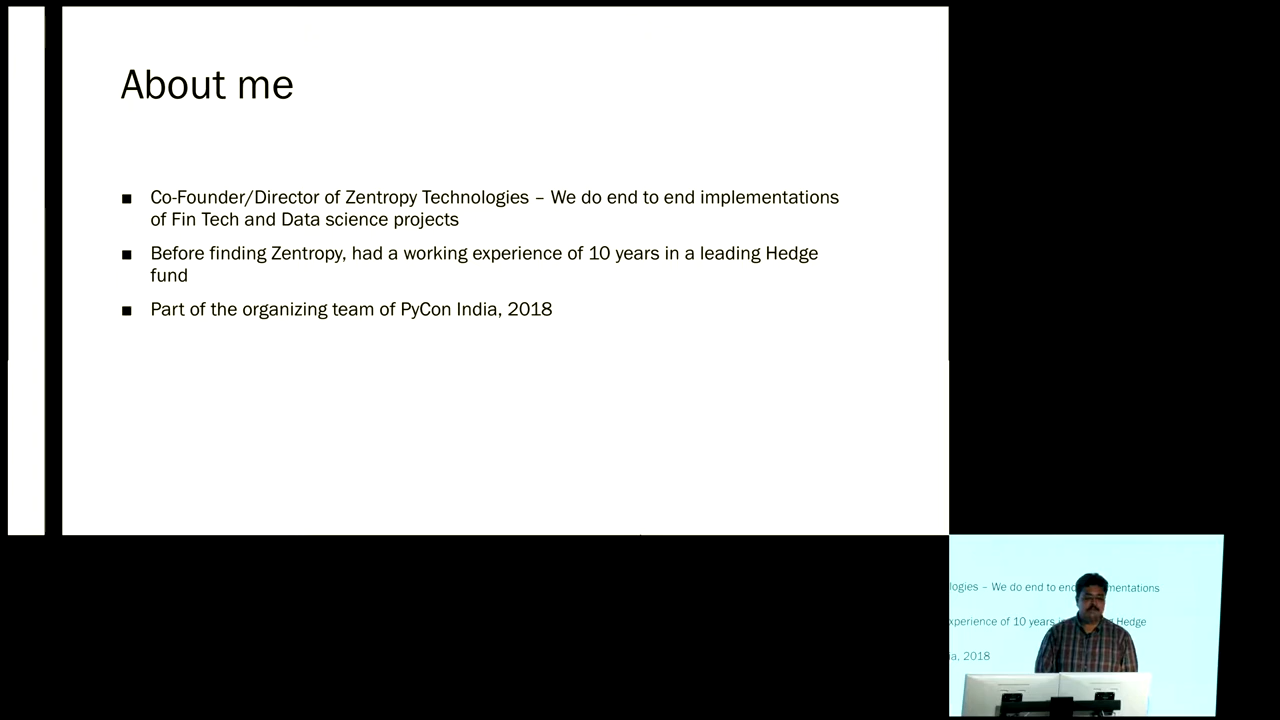 About me
■ Co-Founder/Director of Zentropy Technologies – We do end to end implementations
of Fin Tech and Data science projects
■ Before finding Zentropy, had a working experience of 10 years in a leading Hedge
fund
■ Part of the organizing team of PyCon India, 2018
logies – We do end to end mentations
xperience of 10 years Hedge
ia, 2018